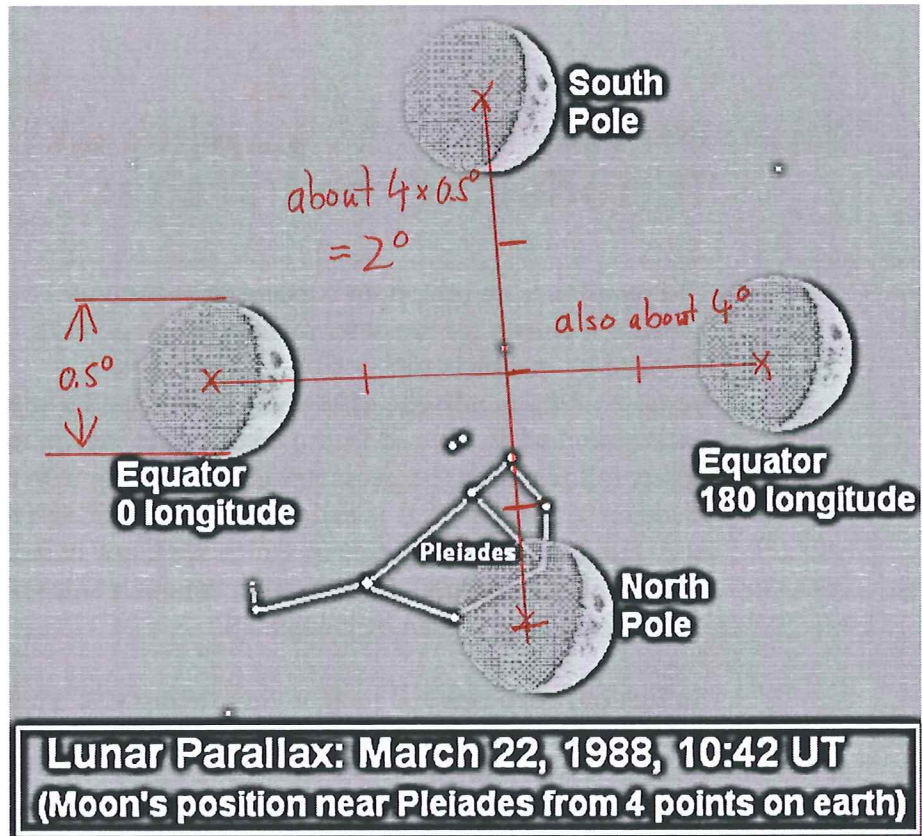 South
Pole
about 4 × 0.5°
= 2°
also about 4°
0.5°
Equator
0 longitude
Equator
180 longitude
Pleiades
North
Pole
Lunar Parallax: March 22, 1988, 10:42 UT
(Moon's position near Pleiades from 4 points on earth)